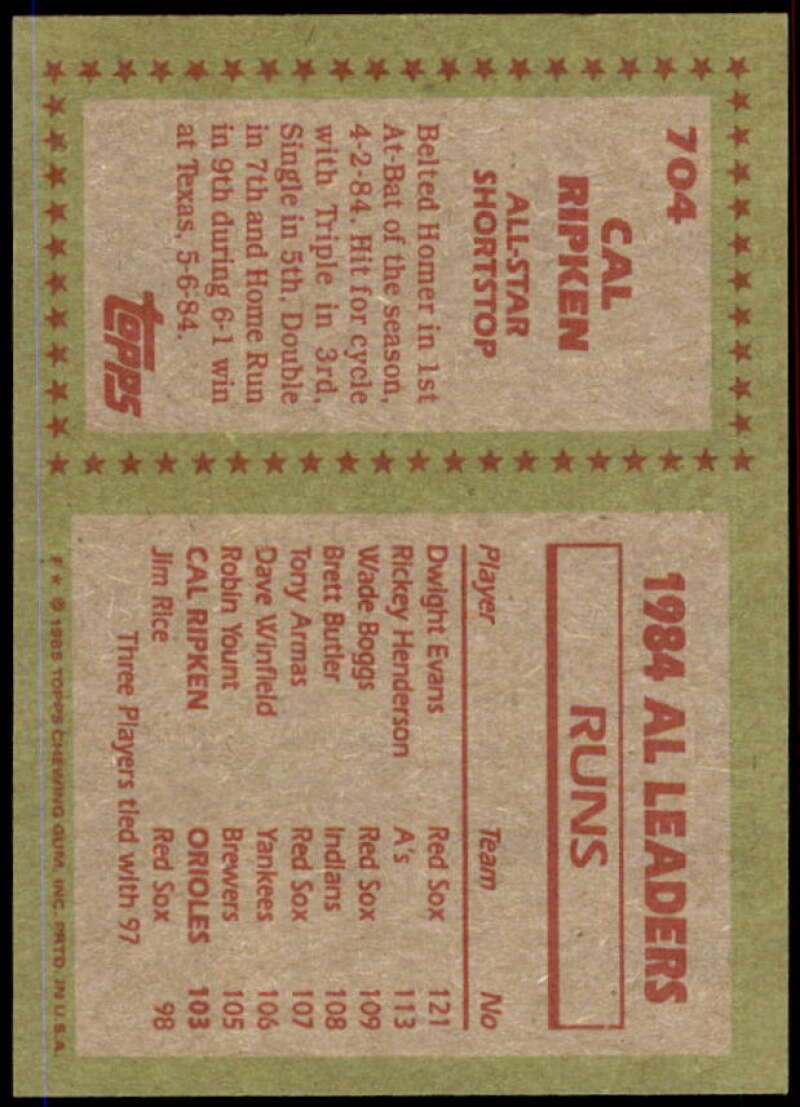 704
CAL
RIPKEN
ALL-STAR
SHORTSTOP
Belted Homer in 1st
At-Bat of the season,
4-2-84. Hit for cycle
with Triple in 3rd,
Single in 5th, Double
in 7th and Home Run
in 9th during 6-1 win
at Texas, 5-6-84.
topps
1984 AL LEADERS
RUNS
Player Team No
Dwight Evans Red Sox 121
Rickey Henderson A's 113
Wade Boggs Red Sox 109
Brett Butler Indians 108
Tony Armas Red Sox 107
Dave Winfield Yankees 106
Robin Yount Brewers 105
CAL RIPKEN ORIOLES 103
Jim Rice Red Sox 98
Three Players tied with 97
F★ © 1985 TOPPS CHEWING GUM, INC. PRTD. IN U.S.A.